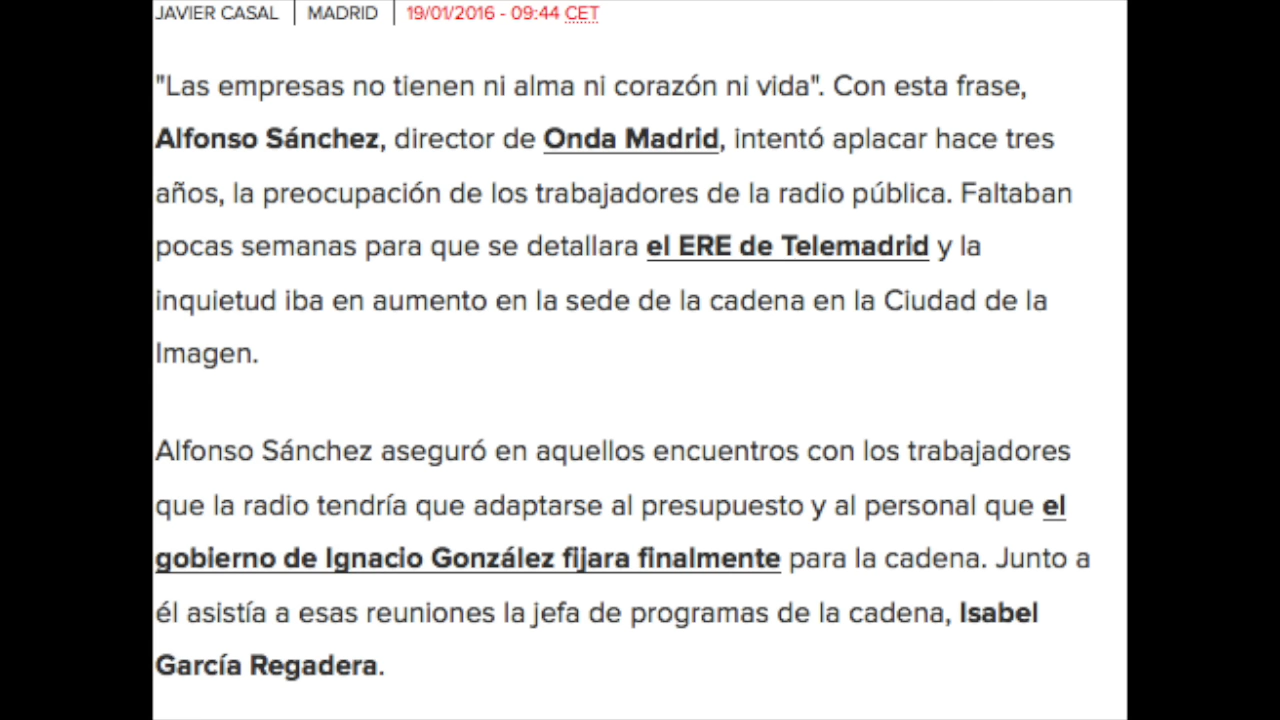 JAVIER CASAL | MADRID | 19/01/2016 - 09:44 CET
"Las empresas no tienen ni alma ni corazón ni vida". Con esta frase,
Alfonso Sánchez, director de Onda Madrid, intentó aplacar hace tres
años, la preocupación de los trabajadores de la radio pública. Faltaban
pocas semanas para que se detallara el ERE de Telemadrid y la
inquietud iba en aumento en la sede de la cadena en la Ciudad de la
Imagen.
Alfonso Sánchez aseguró en aquellos encuentros con los trabajadores
que la radio tendría que adaptarse al presupuesto y al personal que el
gobierno de Ignacio González fijara finalmente para la cadena. Junto a
él asistía a esas reuniones la jefa de programas de la cadena, Isabel
García Regadera.